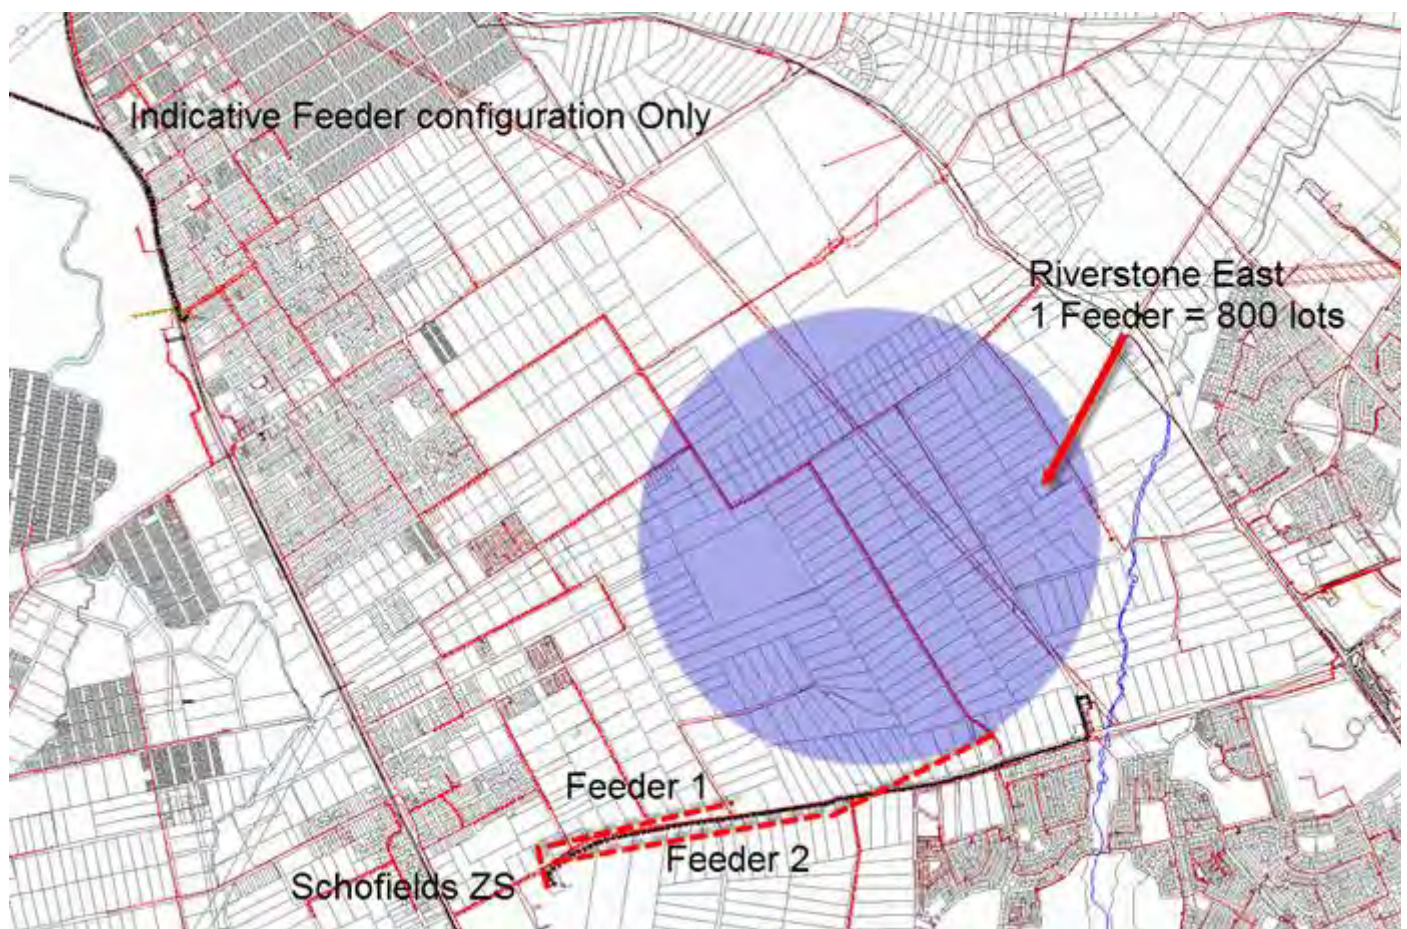 Indicative Feeder configuration Only
Riverstone East
1 Feeder = 800 lots
Feeder 1
Feeder 2
Schofields ZS